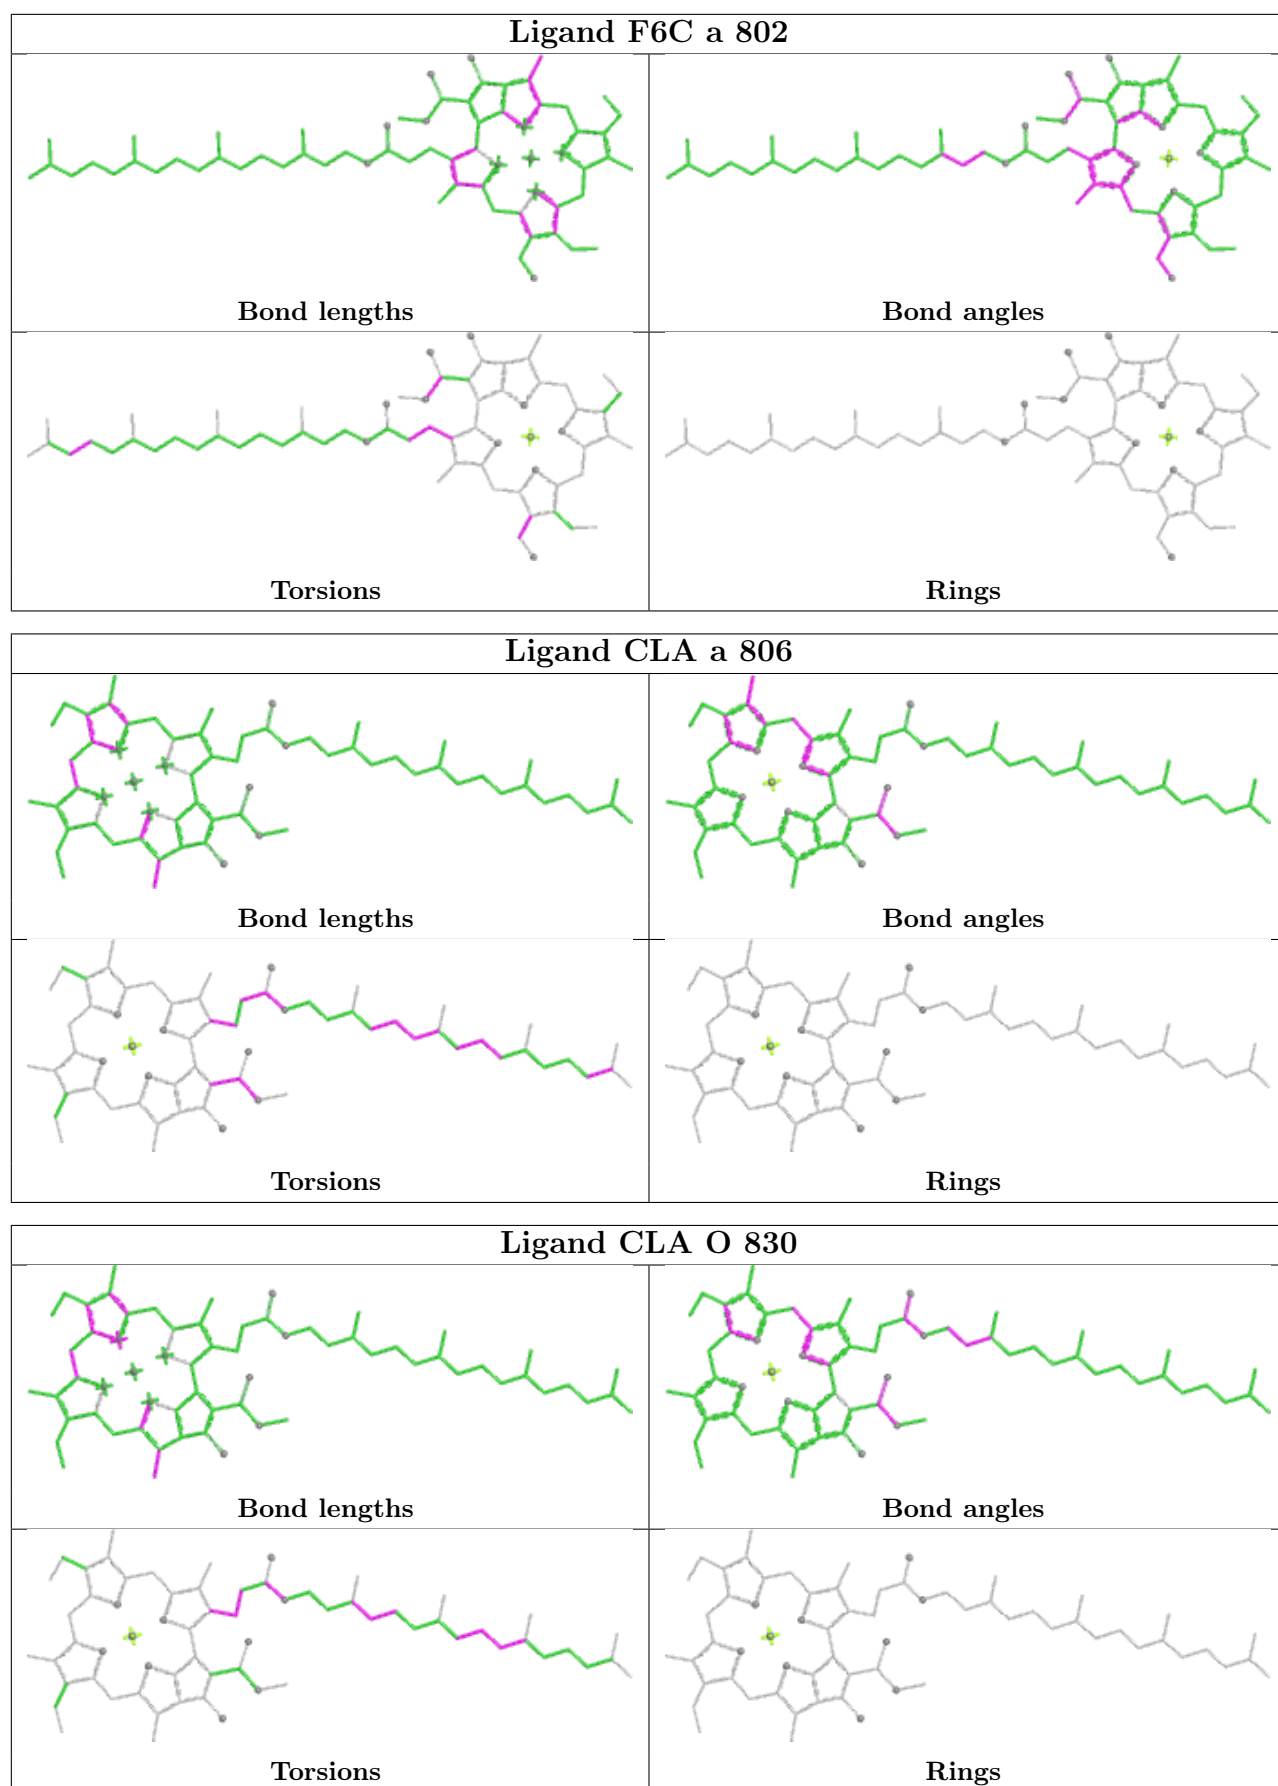 Ligand F6C a 802
Bond lengths
Bond angles
Torsions
Rings
Ligand CLA a 806
Bond lengths
Bond angles
Torsions
Rings
Ligand CLA O 830
Bond lengths
Bond angles
Torsions
Rings